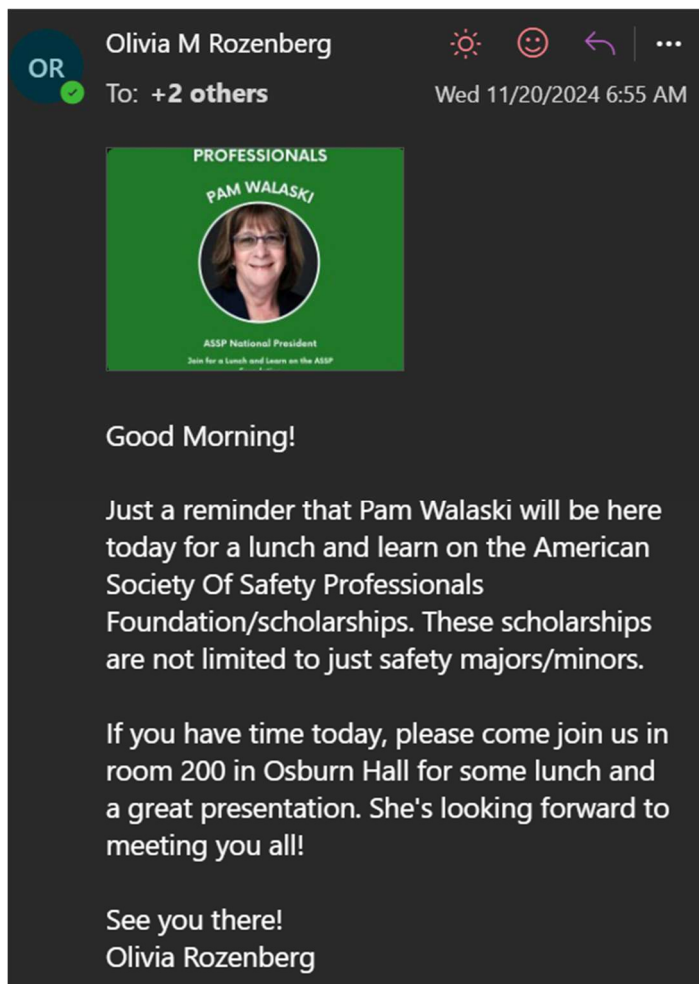 Olivia M Rozenberg
OR
To: +2 others
Wed 11/20/2024 6:55 AM
PROFESSIONALS
PAM WALASKI
ASSP National President
Join for a Lunch and Learn on the ASSP
Good Morning!
Just a reminder that Pam Walaski will be here
today for a lunch and learn on the American
Society Of Safety Professionals
Foundation/scholarships. These scholarships
are not limited to just safety majors/minors.
If you have time today, please come join us in
room 200 in Osburn Hall for some lunch and
a great presentation. She's looking forward to
meeting you all!
See you there!
Olivia Rozenberg